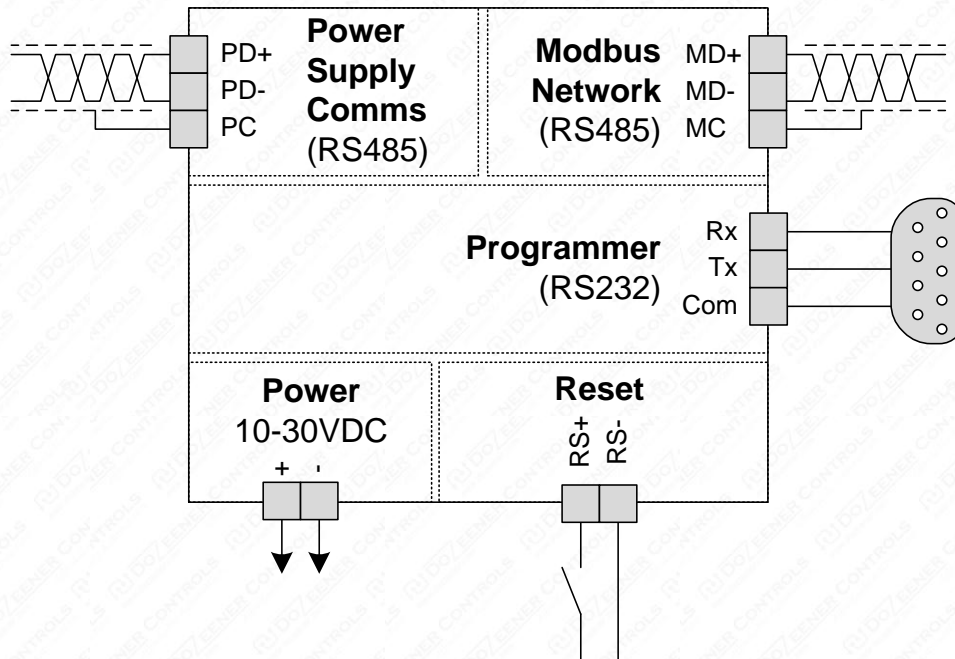 PD+
PD-
PC
Power
Supply
Comms
(RS485)
Modbus
Network
(RS485)
MD+
MD-
MC
Programmer
(RS232)
Rx
Tx
Com
Power
10-30VDC
+
-
Reset
RS+
RS-